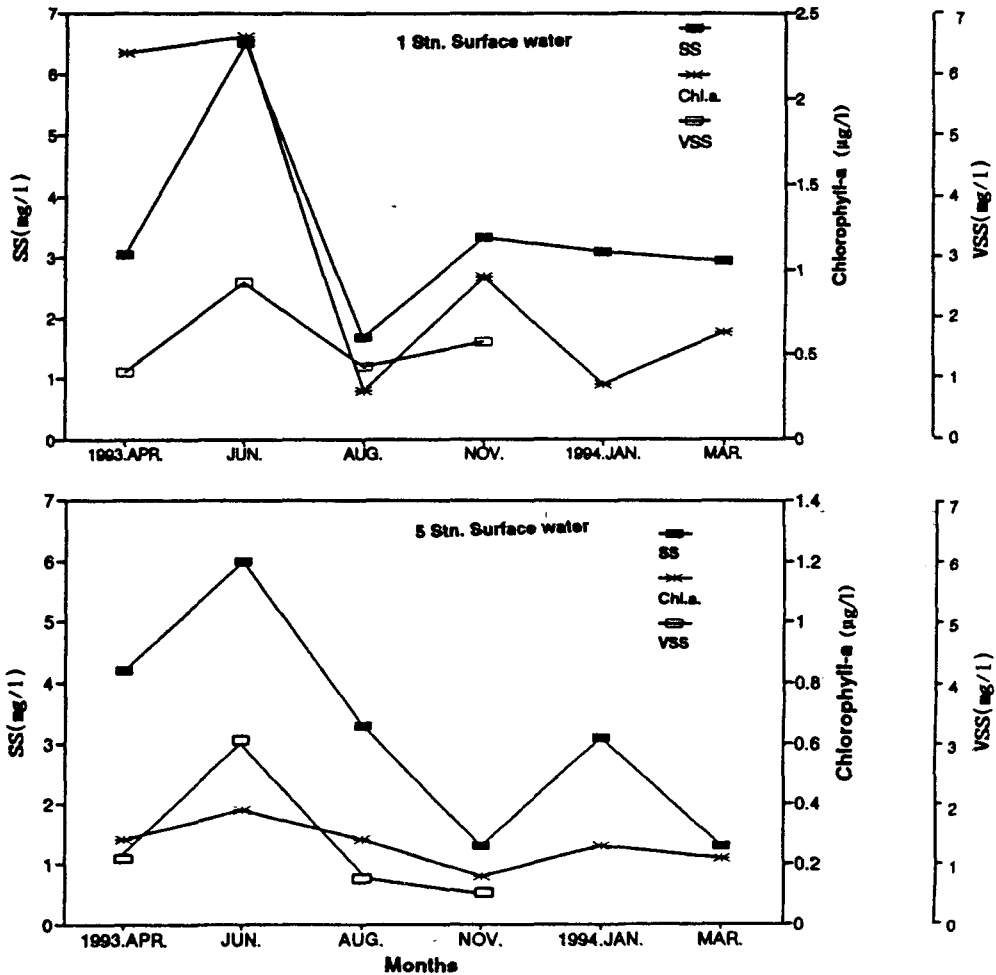 1 Stn. Surface water
SS
Chl.a.
VSS
SS(mg/l)
7
6
5
4
3
2
1
0
Chlorophyll-a (µg/l)
2.5
2
1.5
1
0.5
0
VSS(mg/l)
7
6
5
4
3
2
1
0
1993.APR. JUN. AUG. NOV. 1994.JAN. MAR.
5 Stn. Surface water
SS
Chl.a.
VSS
SS(mg/l)
7
6
5
4
3
2
1
0
Chlorophyll-a (µg/l)
1.4
1.2
1
0.8
0.6
0.4
0.2
0
VSS(mg/l)
7
6
5
4
3
2
1
0
1993.APR. JUN. AUG. NOV. 1994.JAN. MAR.
Months